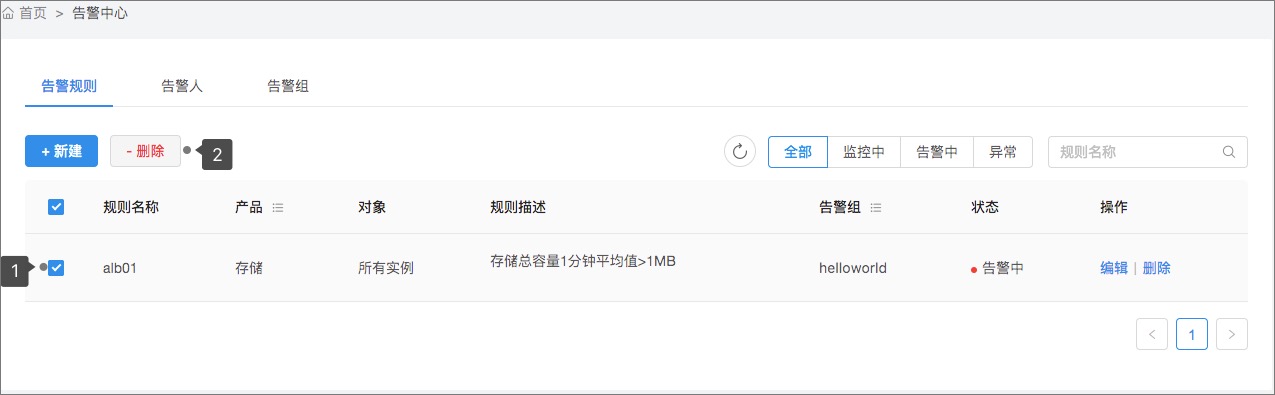 首页 > 告警中心
告警规则 告警人 告警组
+ 新建 - 删除 2 全部 监控中 告警中 异常 规则名称
规则名称 产品 对象 规则描述 告警组 状态 操作
1 alb01 存储 所有实例 存储总容量1分钟平均值>1MB helloworld 告警中 编辑 | 删除
< 1 >